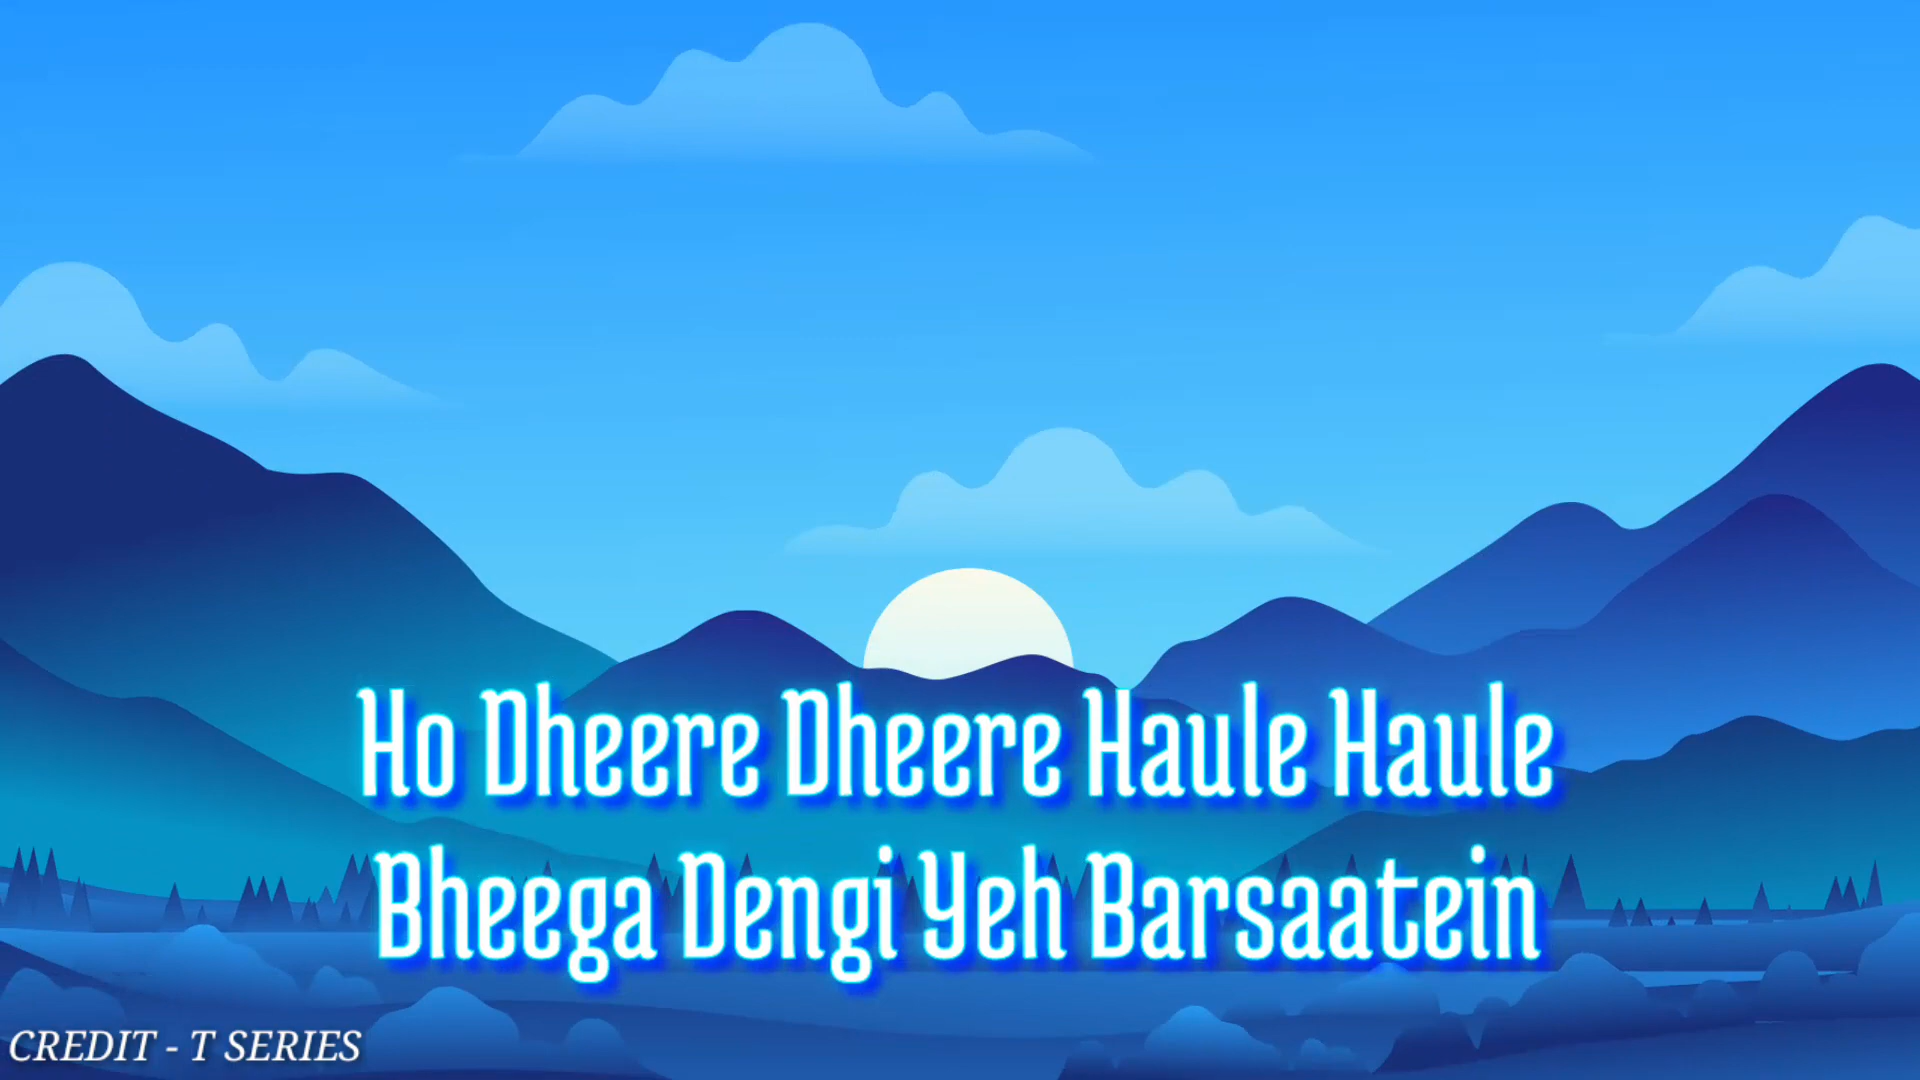 Ho Dheere Dheere Haule Haule
Bheega Dengi Yeh Barsaatein
CREDIT - T SERIES